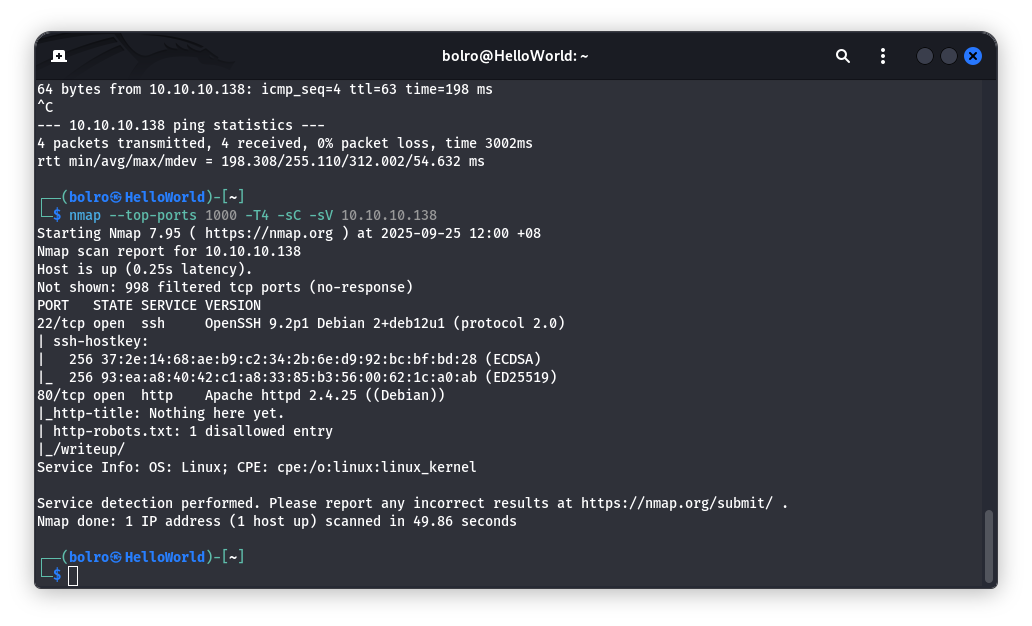 bolro@HelloWorld: ~
64 bytes from 10.10.10.138: icmp_seq=4 ttl=63 time=198 ms
^C
--- 10.10.10.138 ping statistics ---
4 packets transmitted, 4 received, 0% packet loss, time 3002ms
rtt min/avg/max/mdev = 198.308/255.110/312.002/54.632 ms
┌──(bolro㉿HelloWorld)-[~]
└─$ nmap --top-ports 1000 -T4 -sC -sV 10.10.10.138
Starting Nmap 7.95 ( https://nmap.org ) at 2025-09-25 12:00 +08
Nmap scan report for 10.10.10.138
Host is up (0.25s latency).
Not shown: 998 filtered tcp ports (no-response)
PORT   STATE SERVICE VERSION
22/tcp open  ssh     OpenSSH 9.2p1 Debian 2+deb12u1 (protocol 2.0)
| ssh-hostkey:
|   256 37:2e:14:68:ae:b9:c2:34:2b:6e:d9:92:bc:bf:bd:28 (ECDSA)
|_  256 93:ea:a8:40:42:c1:a8:33:85:b3:56:00:62:1c:a0:ab (ED25519)
80/tcp open  http    Apache httpd 2.4.25 ((Debian))
|_http-title: Nothing here yet.
| http-robots.txt: 1 disallowed entry
|_/writeup/
Service Info: OS: Linux; CPE: cpe:/o:linux:linux_kernel
Service detection performed. Please report any incorrect results at https://nmap.org/submit/ .
Nmap done: 1 IP address (1 host up) scanned in 49.86 seconds
┌──(bolro㉿HelloWorld)-[~]
└─$